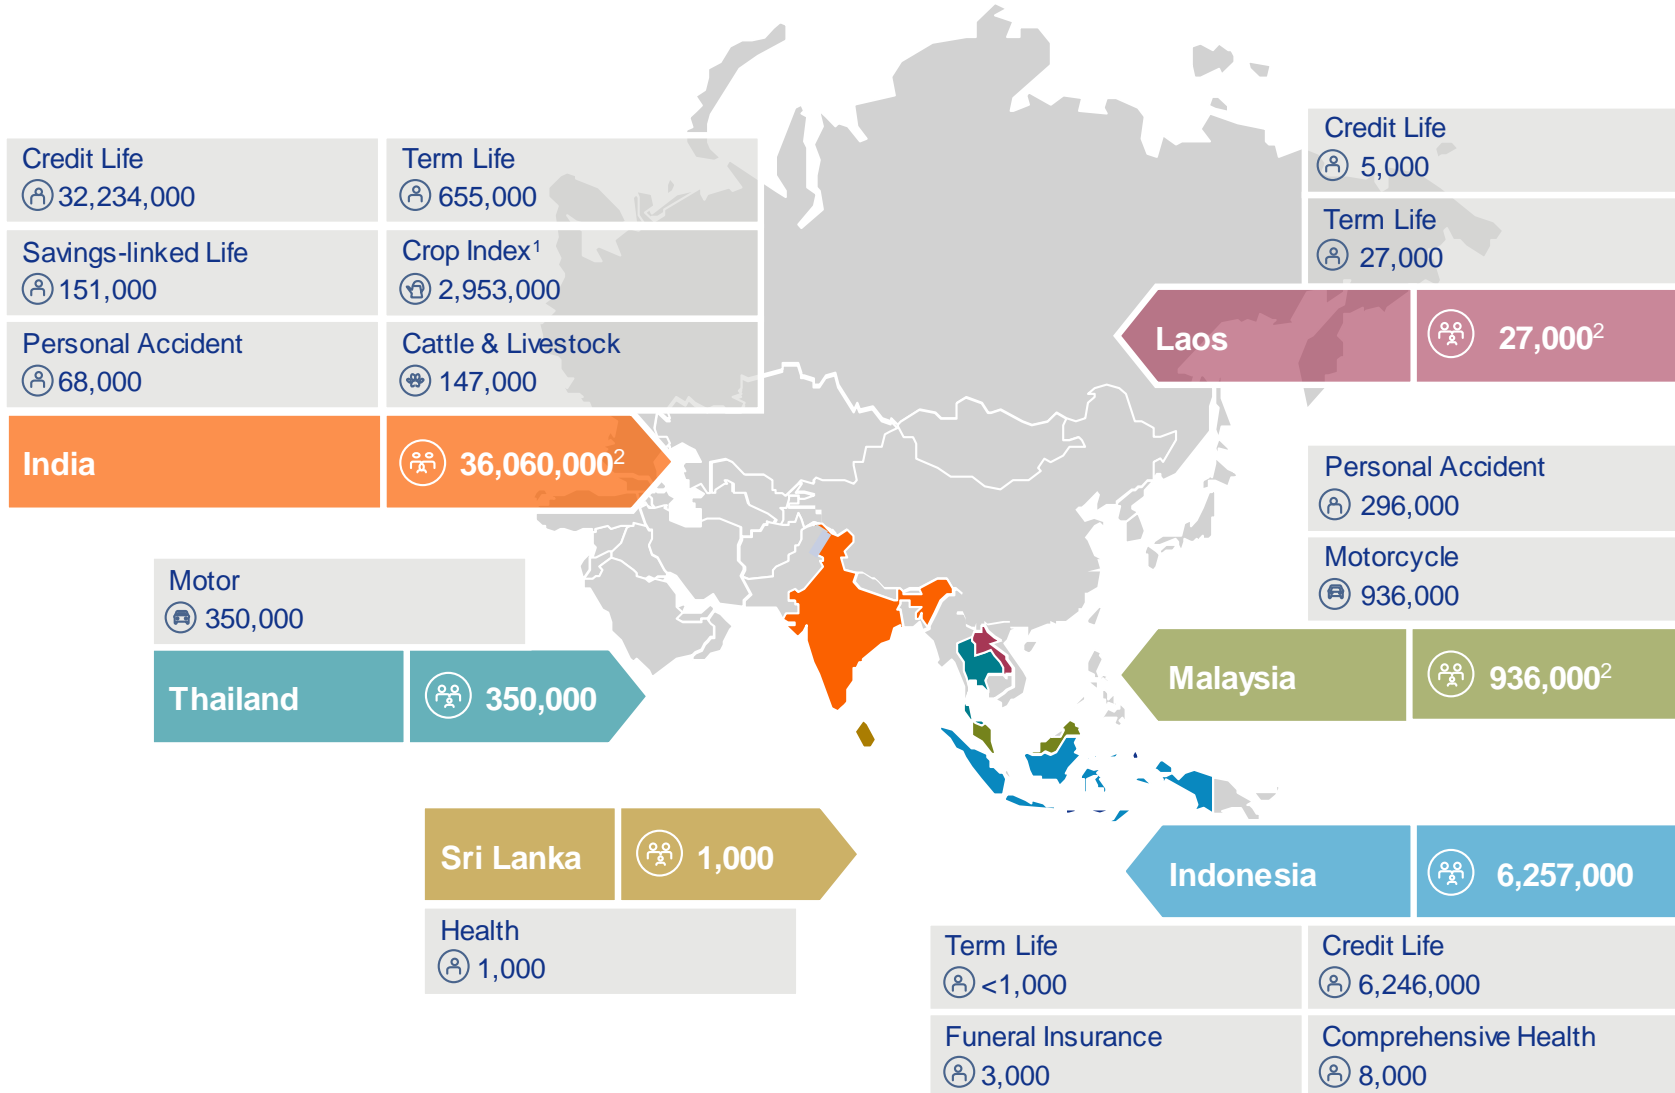 Credit Life
32,234,000
Term Life
655,000
Savings-linked Life
151,000
Crop Index¹
2,953,000
Personal Accident
68,000
Cattle & Livestock
147,000
India
36,060,000²
Motor
350,000
Thailand
350,000
Sri Lanka
1,000
Health
1,000
Credit Life
5,000
Term Life
27,000
Laos
27,000²
Personal Accident
296,000
Motorcycle
936,000
Malaysia
936,000²
Indonesia
6,257,000
Term Life
<1,000
Credit Life
6,246,000
Funeral Insurance
3,000
Comprehensive Health
8,000